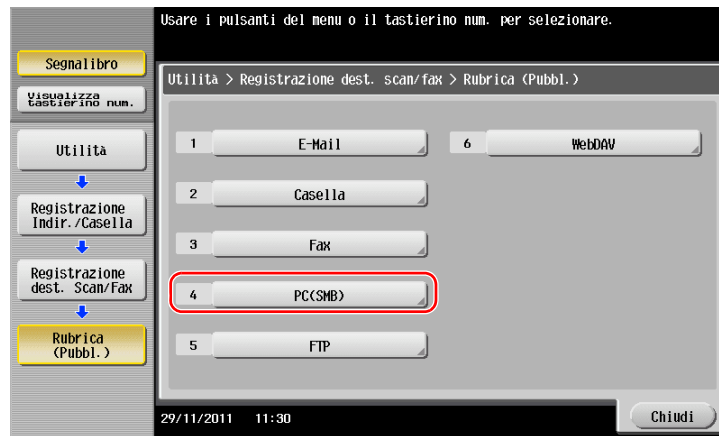 Usare i pulsanti del menu o il tastierino num. per selezionare.
Segnalibro
Visualizza
tastierino num.
Utilità
Registrazione
Indir./Casella
Registrazione
dest. Scan/Fax
Rubrica
(Pubbl.)
Utilità > Registrazione dest. scan/fax > Rubrica (Pubbl.)
1 E-Mail
2 Casella
3 Fax
4 PC(SMB)
5 FTP
6 WebDAV
29/11/2011 11:30
Chiudi